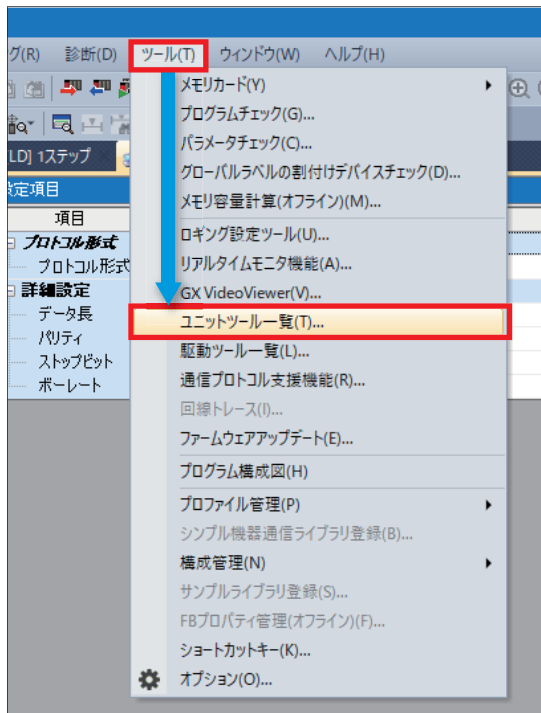 グ(R) 診断(D) ツール(T) ウィンドウ(W) ヘルプ(H)
LD] 1ステップ
設定項目
項目
プロトコル形式
プロトコル形式
詳細設定
データ長
パリティ
ストップビット
ボーレート
メモリカード(Y)
プログラムチェック(G)...
パラメータチェック(C)...
グローバルラベルの割付けデバイスチェック(D)...
メモリ容量計算(オフライン)(M)...
ロギング設定ツール(U)...
リアルタイムモニタ機能(A)...
GX VideoViewer(V)...
ユニットツール一覧(T)...
駆動ツール一覧(L)...
通信プロトコル支援機能(R)...
回線トレース(I)...
ファームウェアアップデート(E)...
プログラム構成図(H)
プロファイル管理(P)
シンプル機器通信ライブラリ登録(B)...
構成管理(N)
サンプルライブラリ登録(S)...
FBプロパティ管理(オフライン)(F)...
ショートカットキー(K)...
オプション(O)...